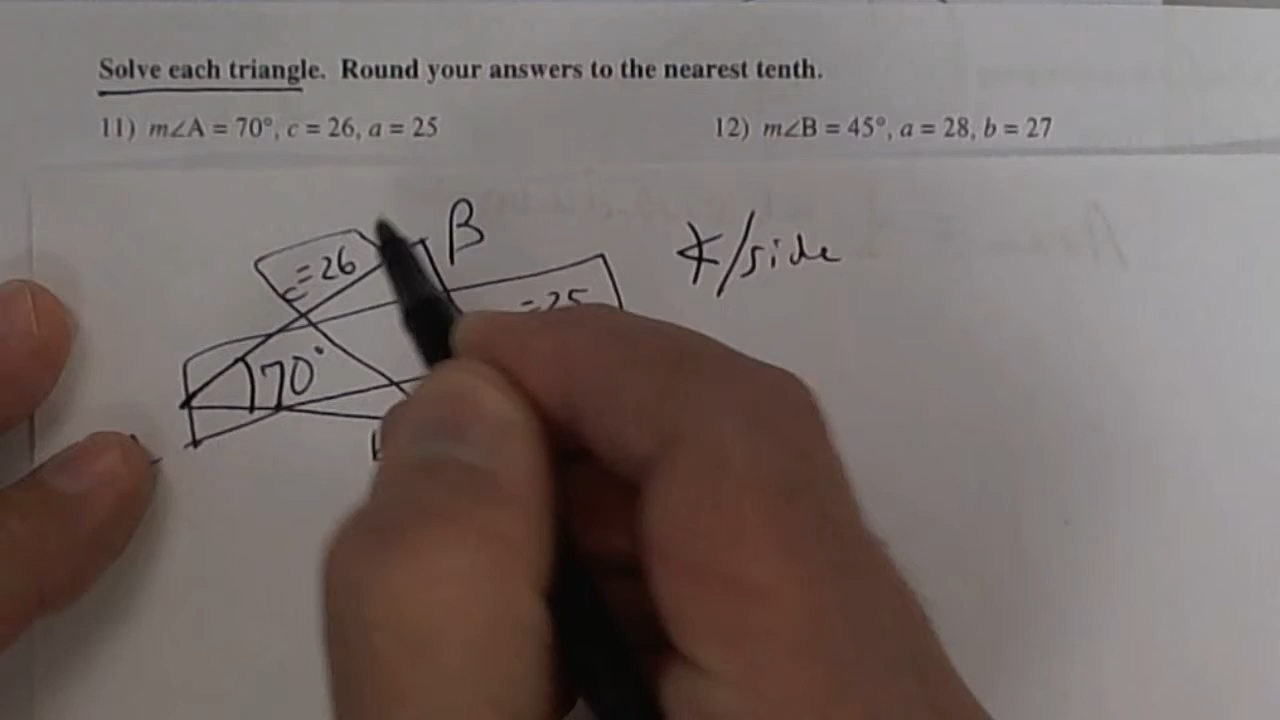 Solve each triangle. Round your answers to the nearest tenth.
11) m∠A = 70°, c = 26, a = 25
12) m∠B = 45°, a = 28, b = 27
B
c=26
∡/side
=25
70°